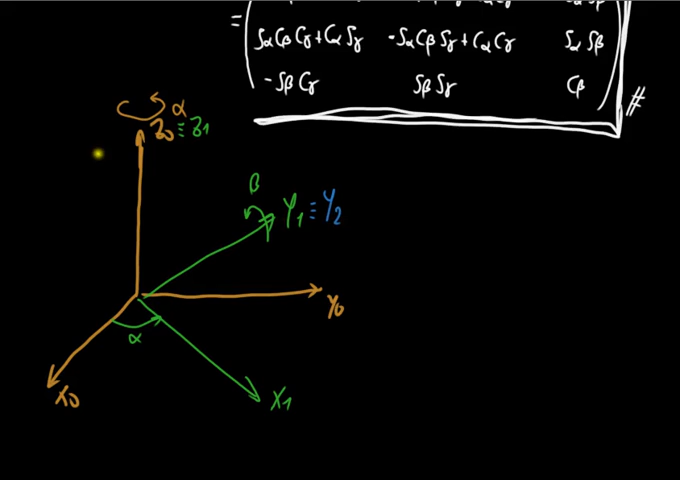 =
SαCβCγ+CαSγ -SαCβSγ+CαCγ SαSβ
-SβCγ SβSγ Cβ
#
α
z0≡z1
β
Y1≡Y2
Y0
α
X0
X1